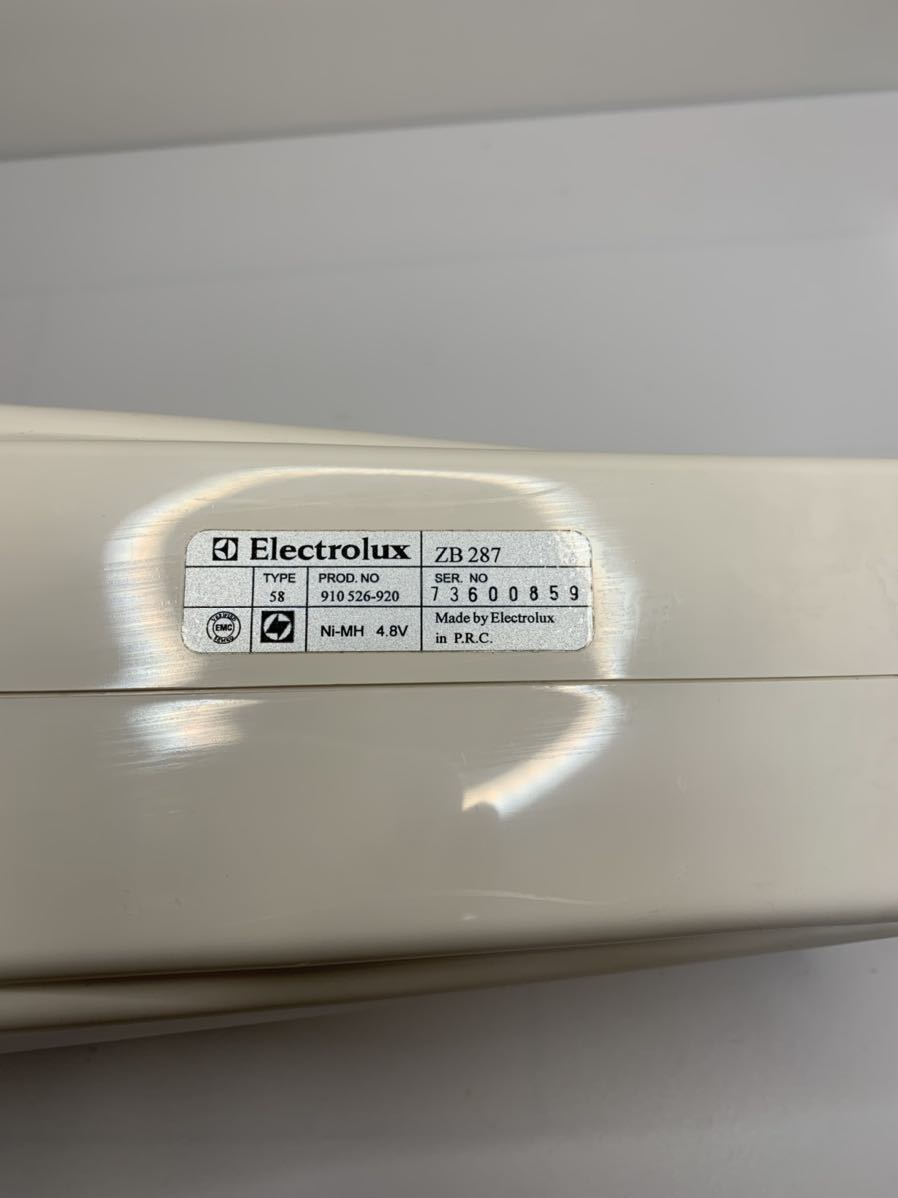 Electrolux
ZB 287
TYPE
58
PROD. NO
910 526-920
SER. NO
73600859
EMC
Ni-MH 4.8V
Made by Electrolux
in P.R.C.